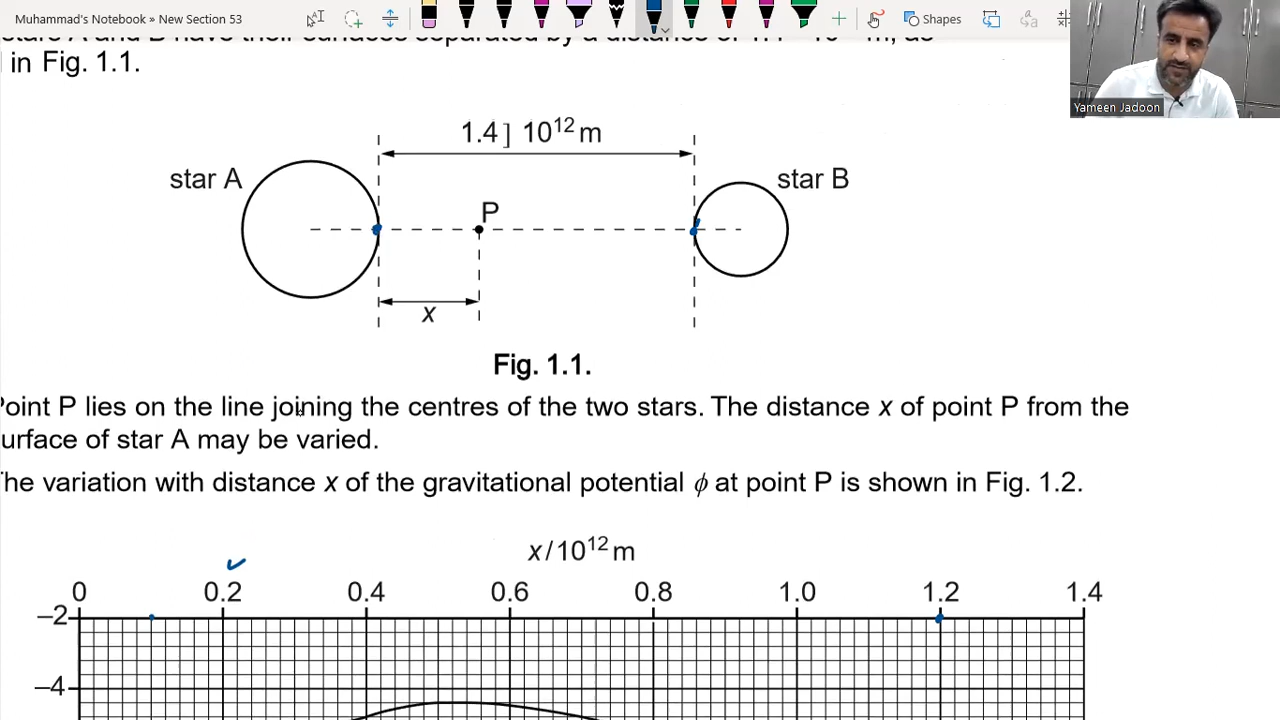 Muhammad's Notebook » New Section 53
Shapes
Yameen Jadoon
in Fig. 1.1.
1.4 ] 10¹² m
star A
star B
P
x
Fig. 1.1.
Point P lies on the line joining the centres of the two stars. The distance x of point P from the
urface of star A may be varied.
The variation with distance x of the gravitational potential ϕ at point P is shown in Fig. 1.2.
x/10¹² m
0 0.2 0.4 0.6 0.8 1.0 1.2 1.4
–2
–4